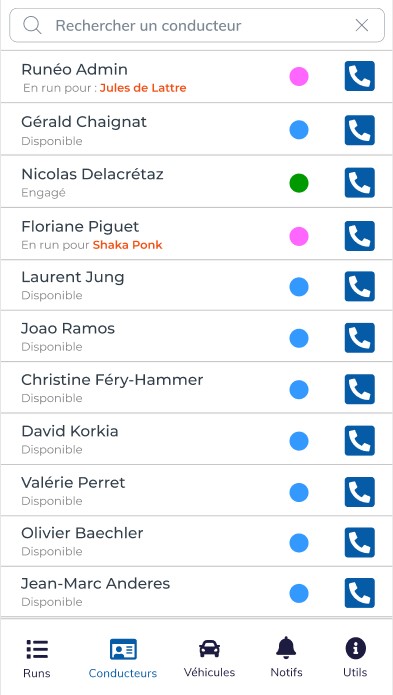 Rechercher un conducteur
Runéo Admin
En run pour : Jules de Lattre
Gérald Chaignat
Disponible
Nicolas Delacrétaz
Engagé
Floriane Piguet
En run pour Shaka Ponk
Laurent Jung
Disponible
Joao Ramos
Disponible
Christine Féry-Hammer
Disponible
David Korkia
Disponible
Valérie Perret
Disponible
Olivier Baechler
Disponible
Jean-Marc Anderes
Disponible
Runs
Conducteurs
Véhicules
Notifs
Utils